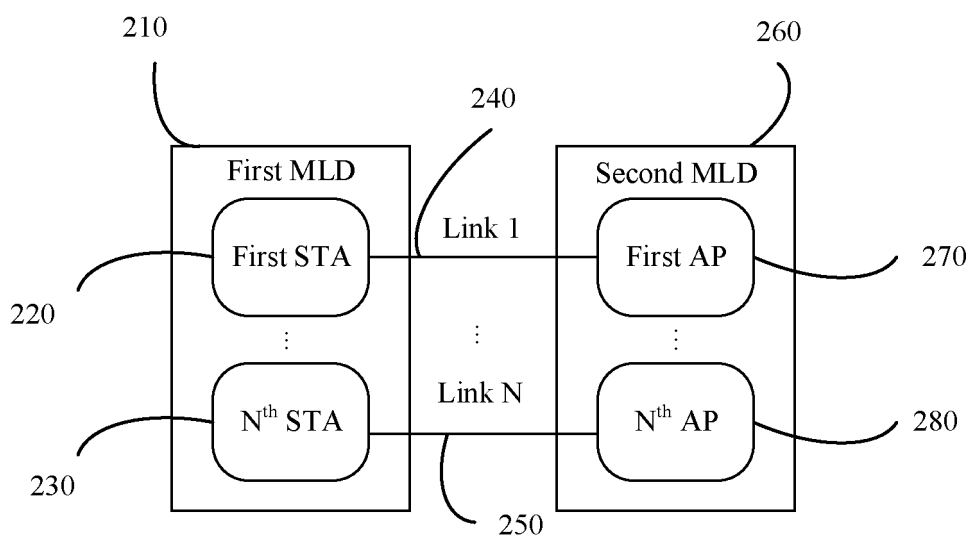 210
260
240
First MLD
Second MLD
Link 1
First STA
First AP
270
220
⋮
⋮
⋮
Link N
Nth STA
Nth AP
280
230
250